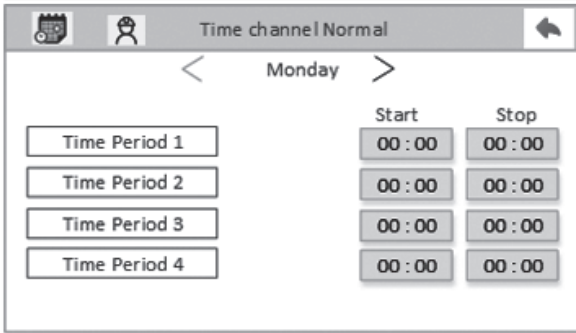 Time channel Normal
< Monday >
Start Stop
Time Period 1 00 : 00 00 : 00
Time Period 2 00 : 00 00 : 00
Time Period 3 00 : 00 00 : 00
Time Period 4 00 : 00 00 : 00